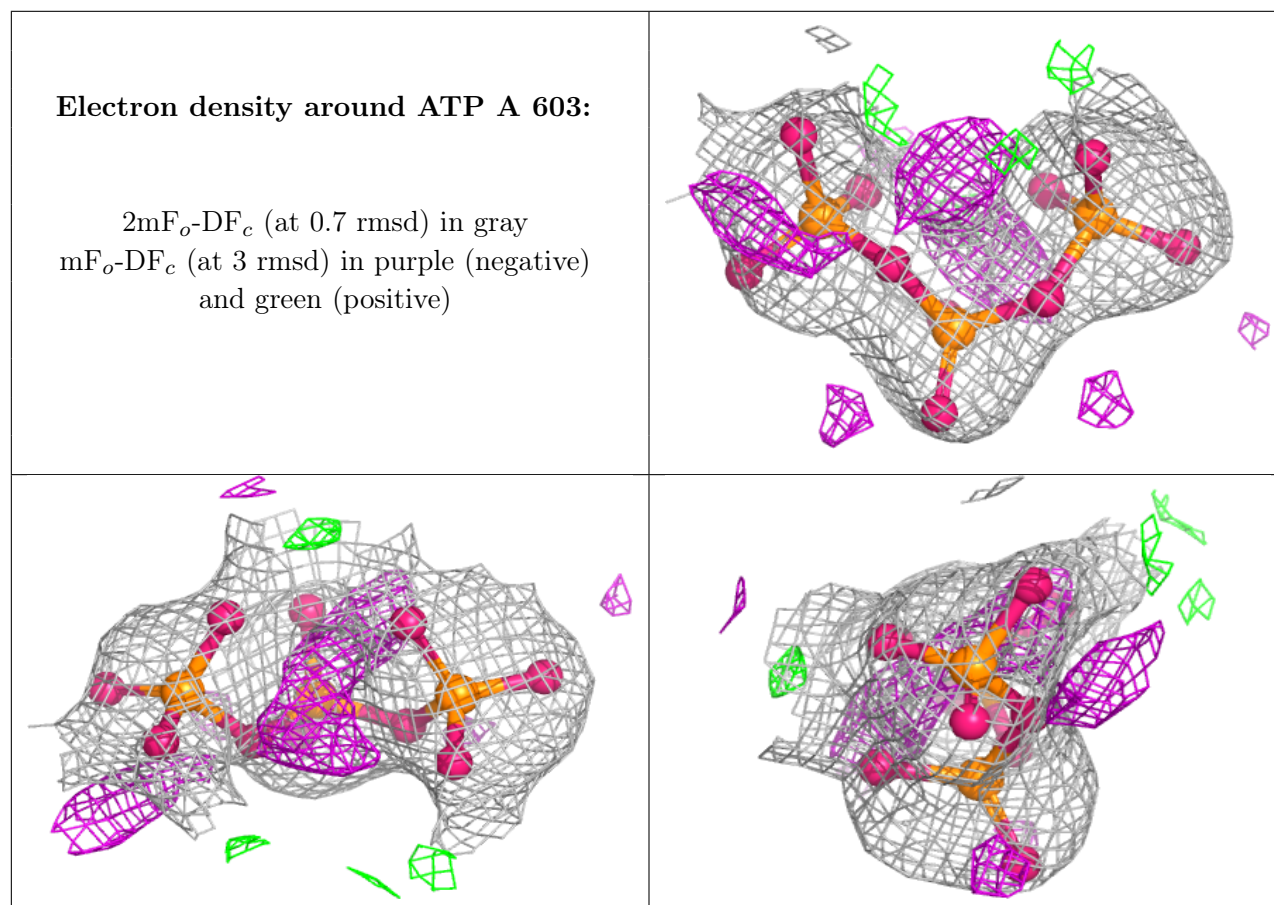 Electron density around ATP A 603:
2mFo-DFc (at 0.7 rmsd) in gray
mFo-DFc (at 3 rmsd) in purple (negative)
and green (positive)